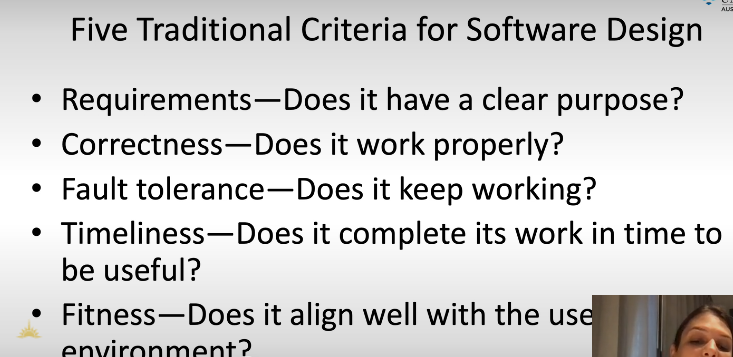 Five Traditional Criteria for Software Design
• Requirements—Does it have a clear purpose?
• Correctness—Does it work properly?
• Fault tolerance—Does it keep working?
• Timeliness—Does it complete its work in time to
be useful?
• Fitness—Does it align well with the use
environment?
AUS